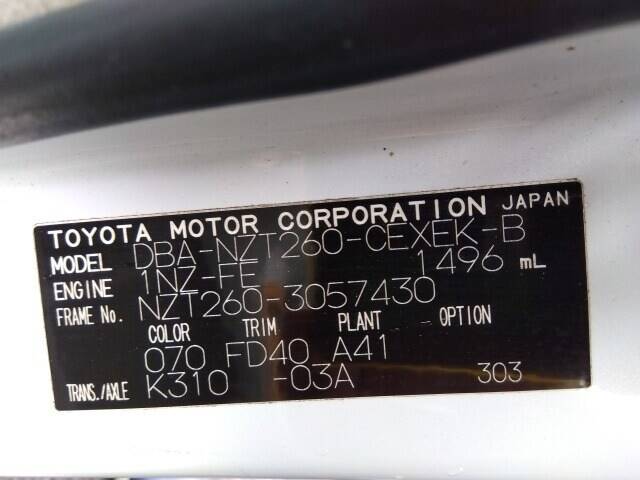 TOYOTA MOTOR CORPORATION JAPAN
MODEL DBA-NZT260-CEXEK-B
ENGINE 1NZ-FE 1496 mL
FRAME No. NZT260-3057430
COLOR TRIM PLANT OPTION
070 FD40 A41
TRANS./AXLE K310 -03A 303